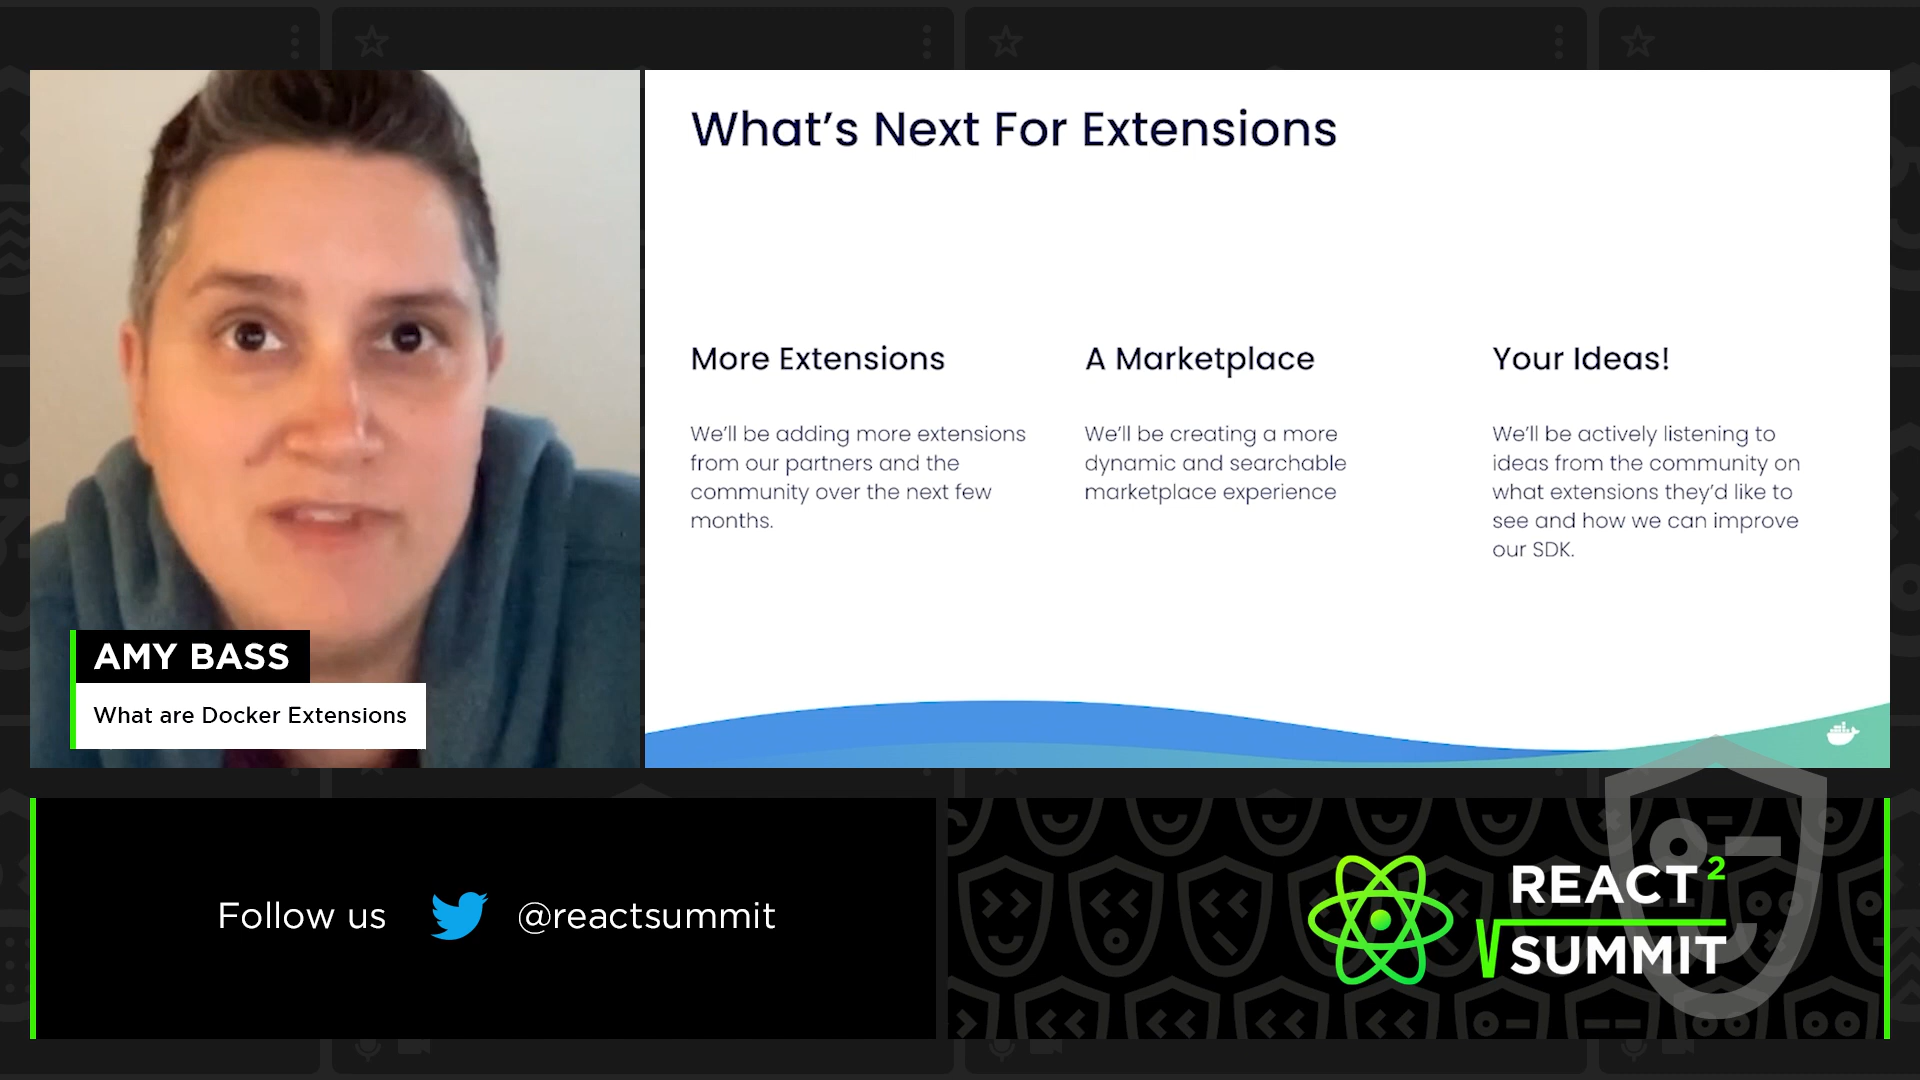 What's Next For Extensions
More Extensions
We'll be adding more extensions
from our partners and the
community over the next few
months.
A Marketplace
We'll be creating a more
dynamic and searchable
marketplace experience
Your Ideas!
We'll be actively listening to
ideas from the community on
what extensions they'd like to
see and how we can improve
our SDK.
AMY BASS
What are Docker Extensions
Follow us @reactsummit
REACT²
SUMMIT